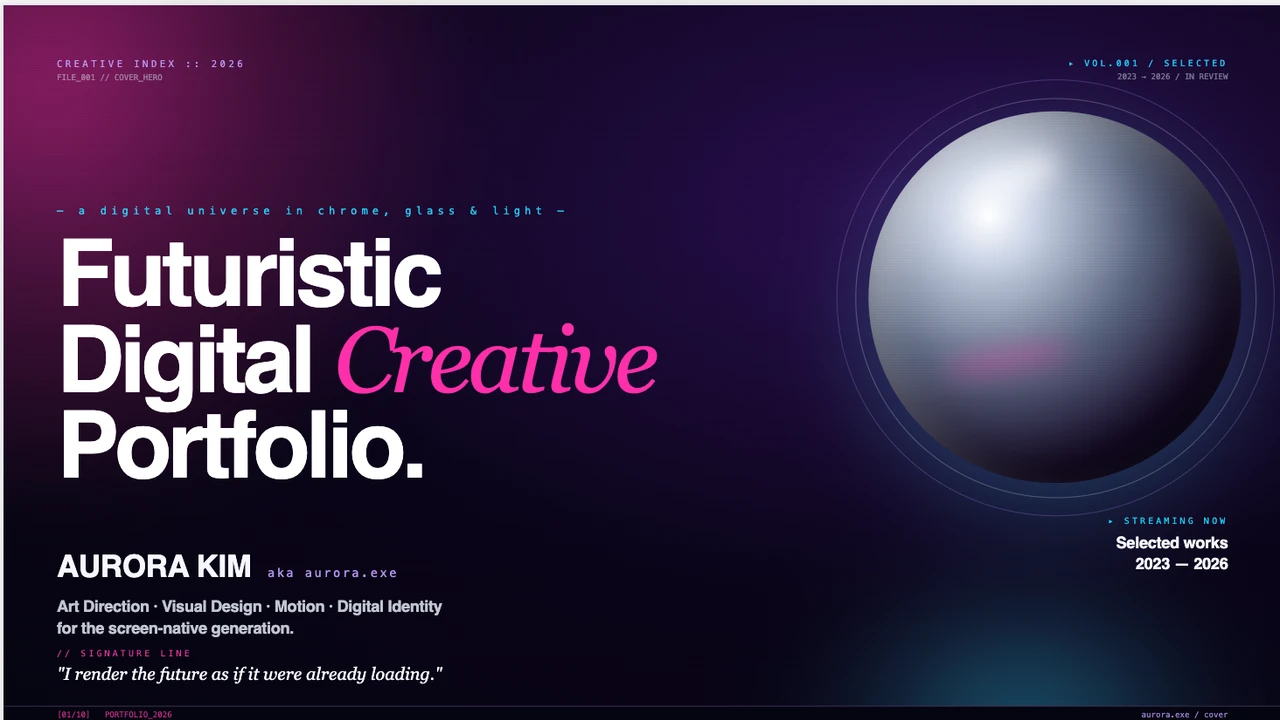 CREATIVE INDEX :: 2026
FILE_001 // COVER_HERO
▸ VOL.001 / SELECTED
2023 → 2026 / IN REVIEW
— a digital universe in chrome, glass & light —
Futuristic
Digital Creative
Portfolio.
▸ STREAMING NOW
Selected works
2023 — 2026
AURORA KIM aka aurora.exe
Art Direction · Visual Design · Motion · Digital Identity
for the screen-native generation.
// SIGNATURE LINE
"I render the future as if it were already loading."
[01/10] PORTFOLIO_2026
aurora.exe / cover